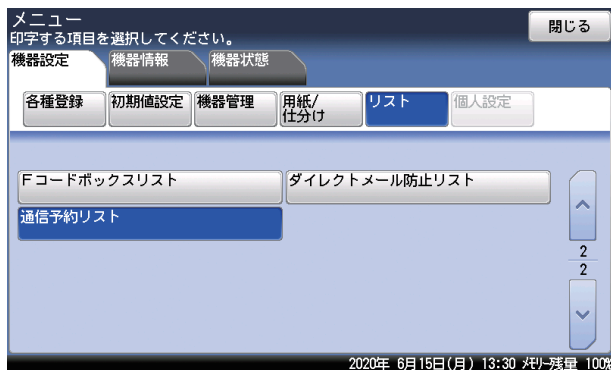 メニュー
印字する項目を選択してください。
閉じる
機器設定 機器情報 機器状態
各種登録 初期値設定 機器管理 用紙/
仕分け リスト 個人設定
Fコードボックスリスト ダイレクトメール防止リスト
通信予約リスト
2
2
2020年 6月15日(月) 13:30 メモリー残量 100%